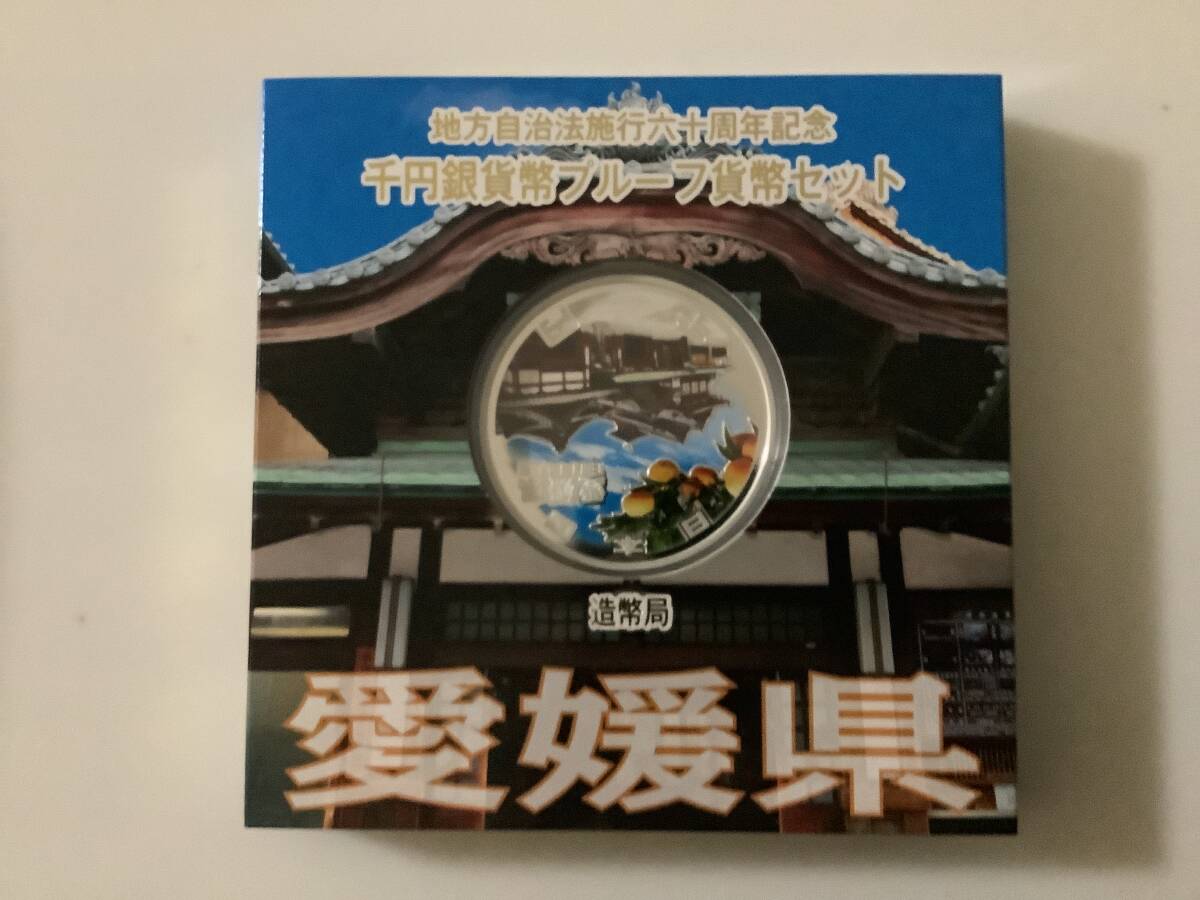 地方自治法施行六十周年記念
千円銀貨幣プルーフ貨幣セット
造幣局
愛媛県